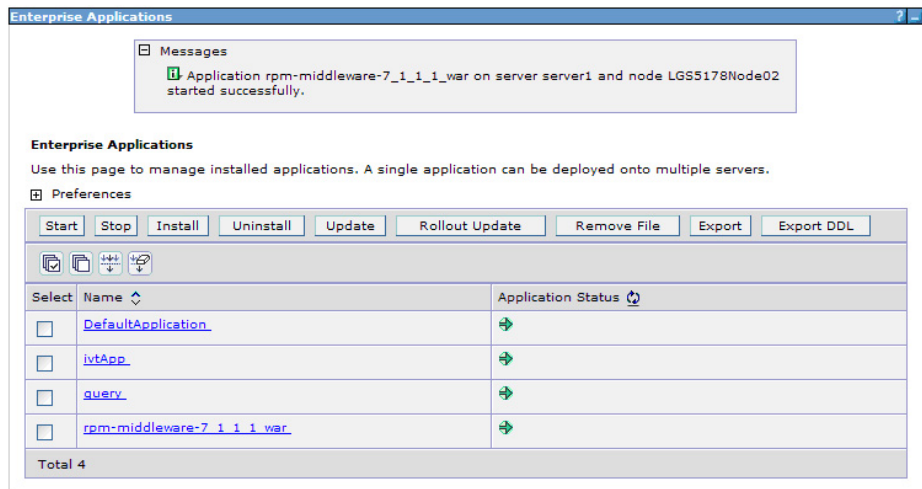 Enterprise Applications ? –
Messages
Application rpm-middleware-7_1_1_1_war on server server1 and node LGS5178Node02
started successfully.
Enterprise Applications
Use this page to manage installed applications. A single application can be deployed onto multiple servers.
Preferences
Start Stop Install Uninstall Update Rollout Update Remove File Export Export DDL
Select Name Application Status
DefaultApplication
ivtApp
query
rpm-middleware-7_1_1_1_war
Total 4